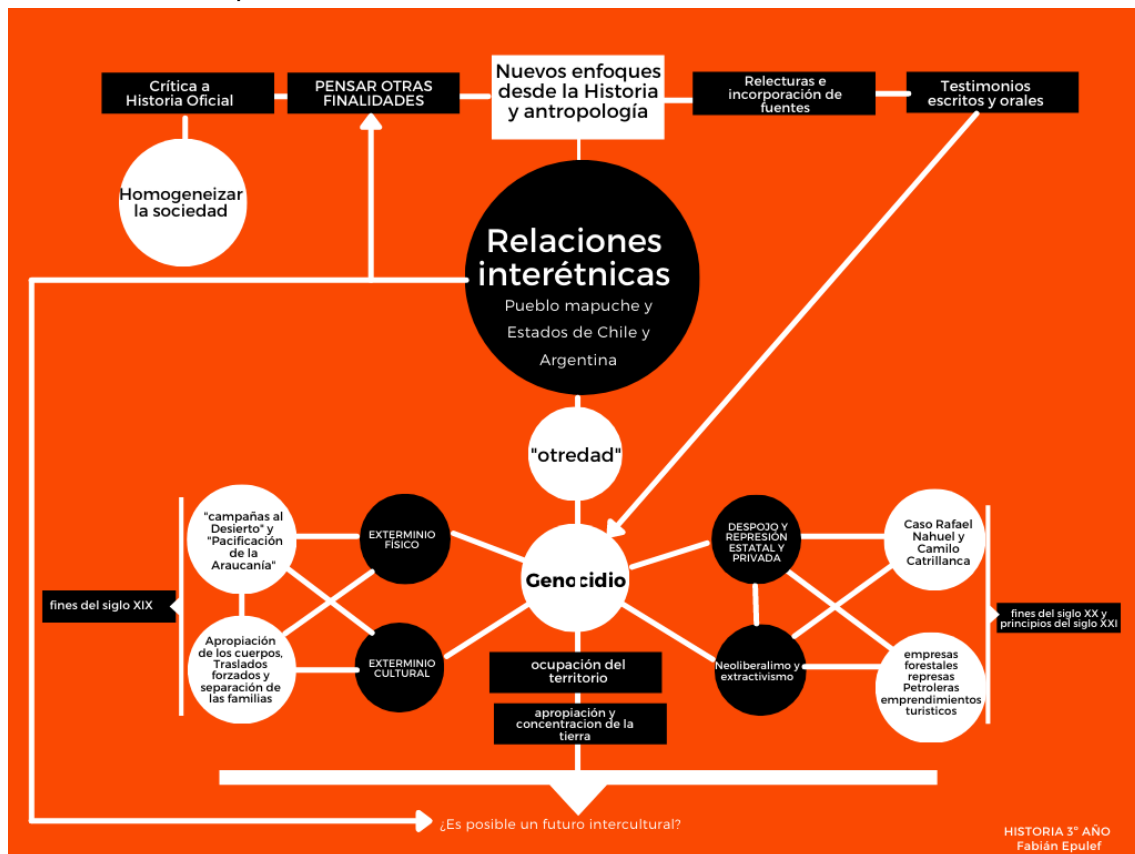 Crítica a
Historia Oficial
PENSAR OTRAS
FINALIDADES
Nuevos enfoques
desde la Historia
y antropología
Relecturas e
incorporación de
fuentes
Testimonios
escritos y orales
Homogeneizar
la sociedad
Relaciones
interétnicas
Pueblo mapuche y
Estados de Chile y
Argentina
"otredad"
"campañas al
Desierto" y
"Pacificación
de la
Araucanía"
EXTERMINIO
FÍSICO
Genocidio
DESPOJO Y
REPRESIÓN
ESTATAL Y
PRIVADA
Caso Rafael
Nahuel y
Camilo
Catrillanca
fines del siglo XIX
fines del siglo XX y
principios del siglo XXI
Apropiación
de los cuerpos,
Traslados
forzados y
separación de
las familias
EXTERMINIO
CULTURAL
ocupación del
territorio
apropiación y
concentracion de la
tierra
Neoliberalimo y
extractivismo
empresas
forestales
represas
Petroleras
emprendimientos
turisticos
¿Es posible un futuro intercultural?
HISTORIA 3º AÑO
Fabián Epulef